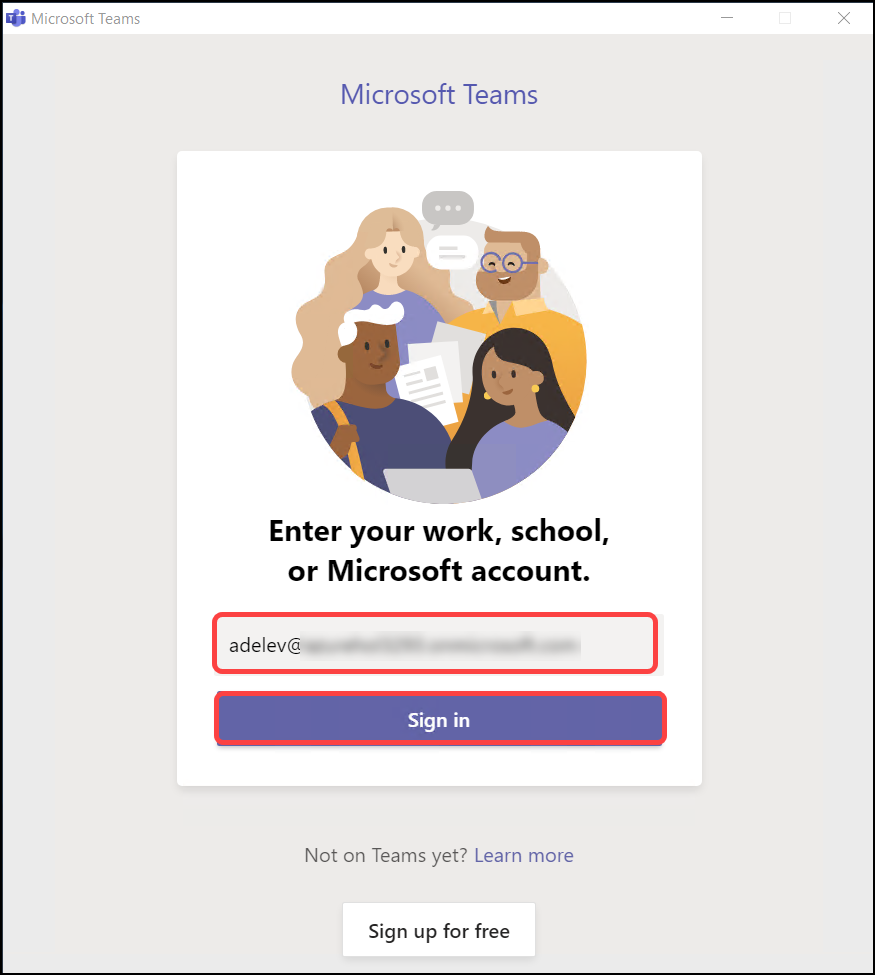 Microsoft Teams
Microsoft Teams
Enter your work, school,
or Microsoft account.
adelev@
Sign in
Not on Teams yet? Learn more
Sign up for free